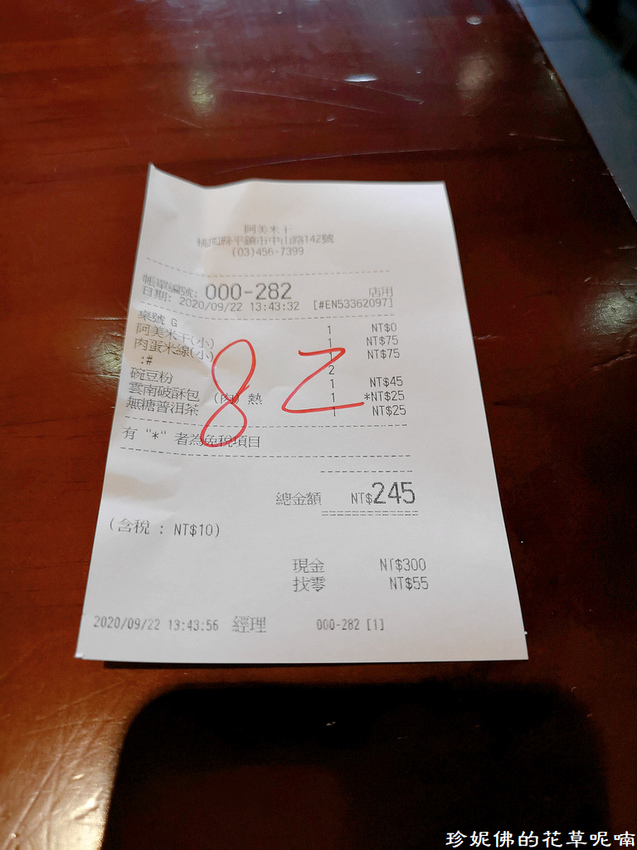 阿美米干
桃園縣平鎮市中山路142號
(03)456-7399
帳單編號: 000-282 店用
日期: 2020/09/22 13:43:32 [#EN53362097]
桌號 G 1 NT$0
阿美米干(小) 1 NT$75
肉蛋米線(小) 1 NT$75
:# 2
碗豆粉 1 NT$45
雲南破酥包 (肉) 熱 1 *NT$25
無糖普洱茶 1 NT$25
82
有 "*" 者為免稅項目
總金額 NT$245
(含稅 : NT$10)
現金 NT$300
找零 NT$55
2020/09/22 13:43:56 經理 000-282 [1]
珍妮佛的花草呢喃